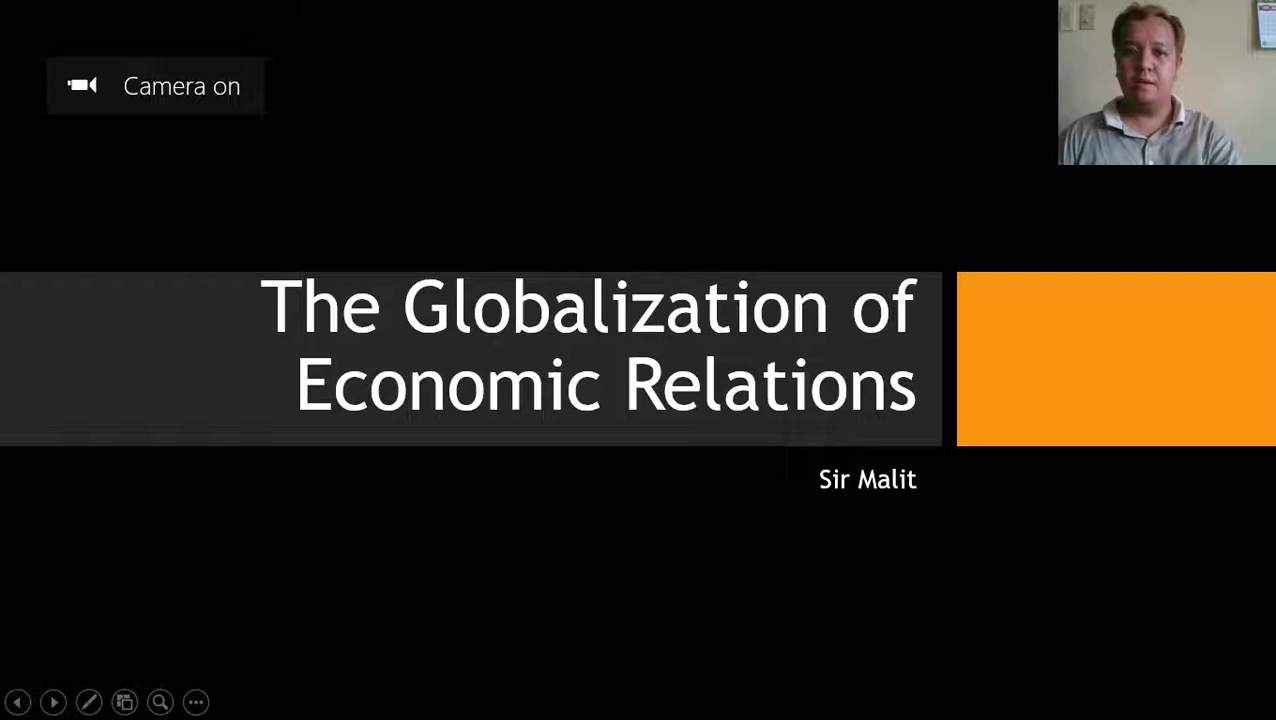 Camera on
The Globalization of
Economic Relations
Sir Malit